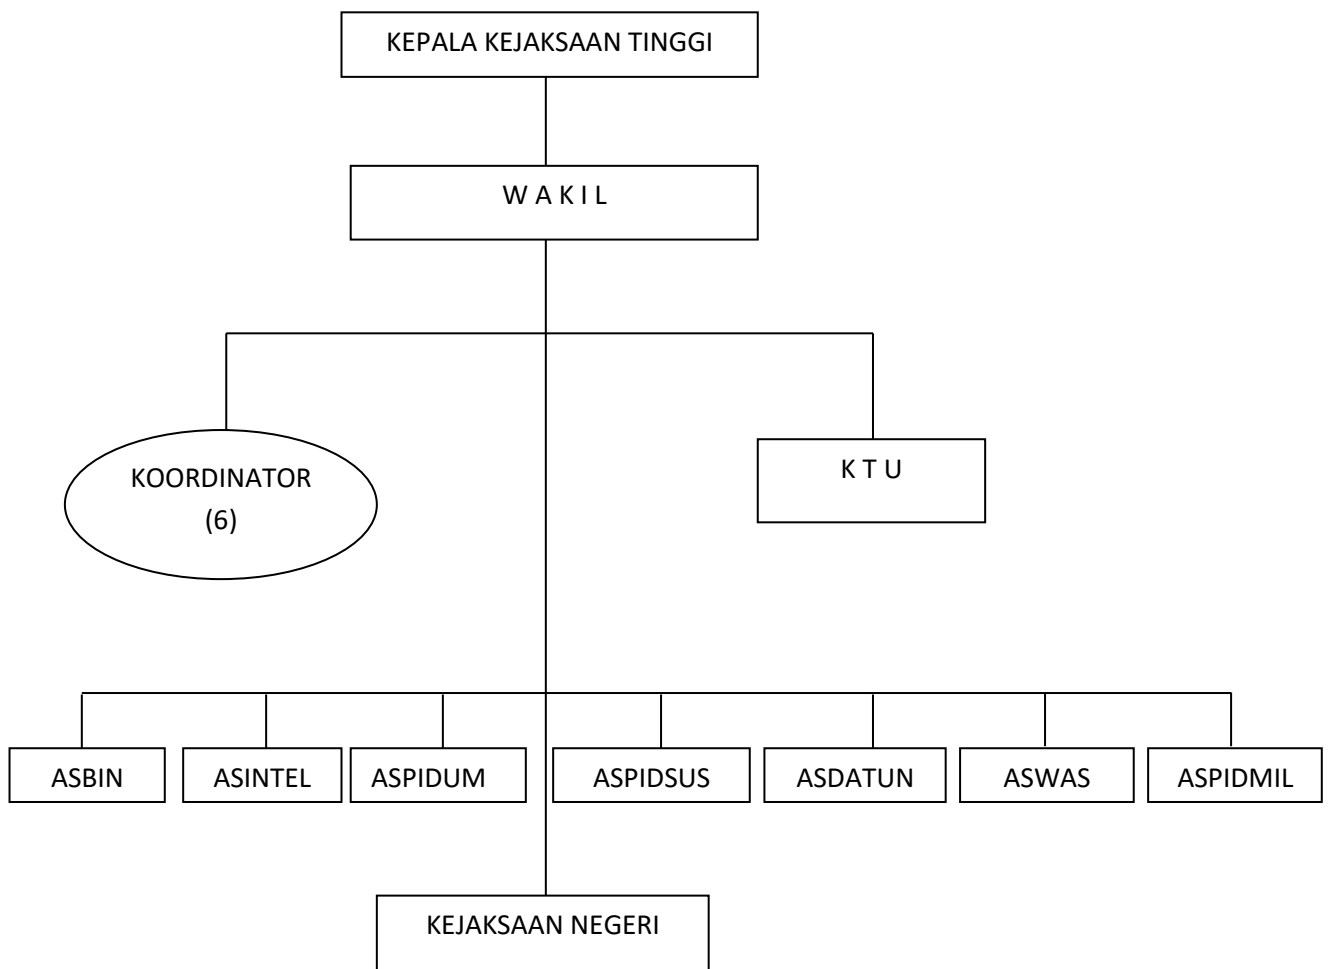 KEPALA KEJAKSAAN TINGGI
W A K I L
KOORDINATOR
(6)
K T U
ASBIN
ASINTEL
ASPIDUM
ASPIDSUS
ASDATUN
ASWAS
ASPIDMIL
KEJAKSAAN NEGERI